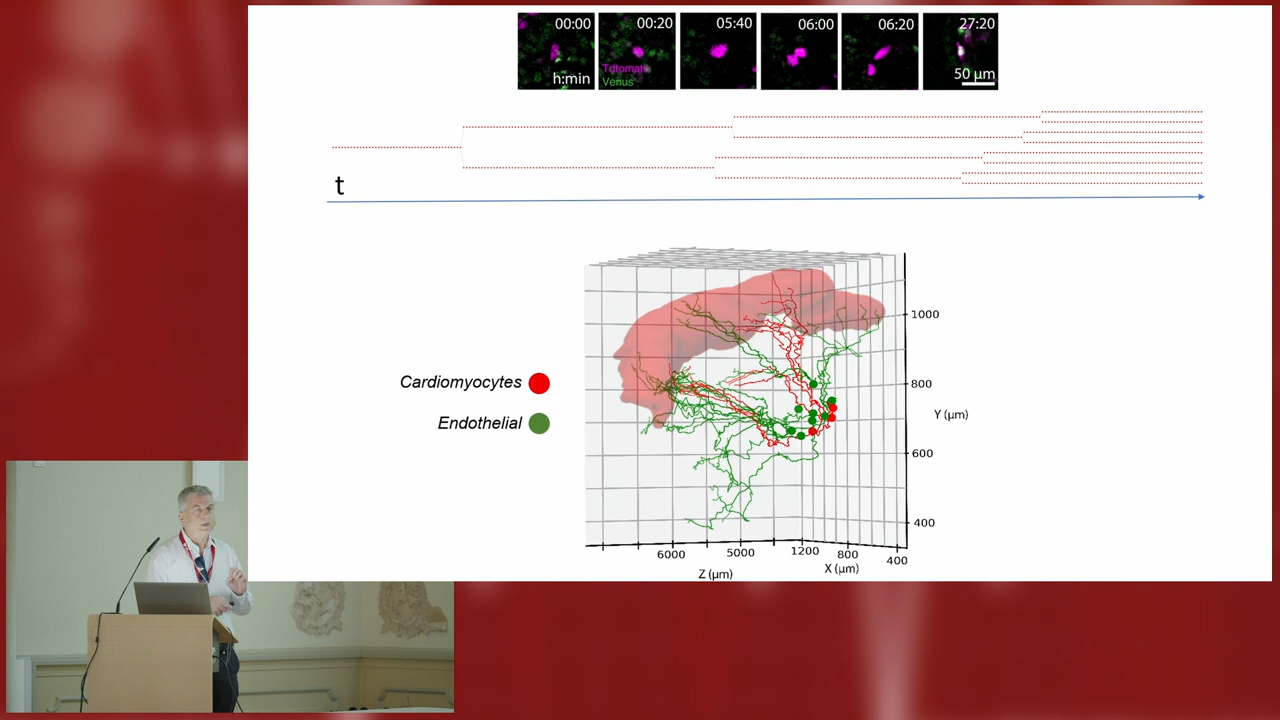 00:00
00:20
05:40
06:00
06:20
27:20
h:min
Tdtomato
Venus
50 µm
t
Cardiomyocytes
Endothelial
1000
800
600
400
Y (µm)
6000
5000
1200
800
400
Z (µm)
X (µm)